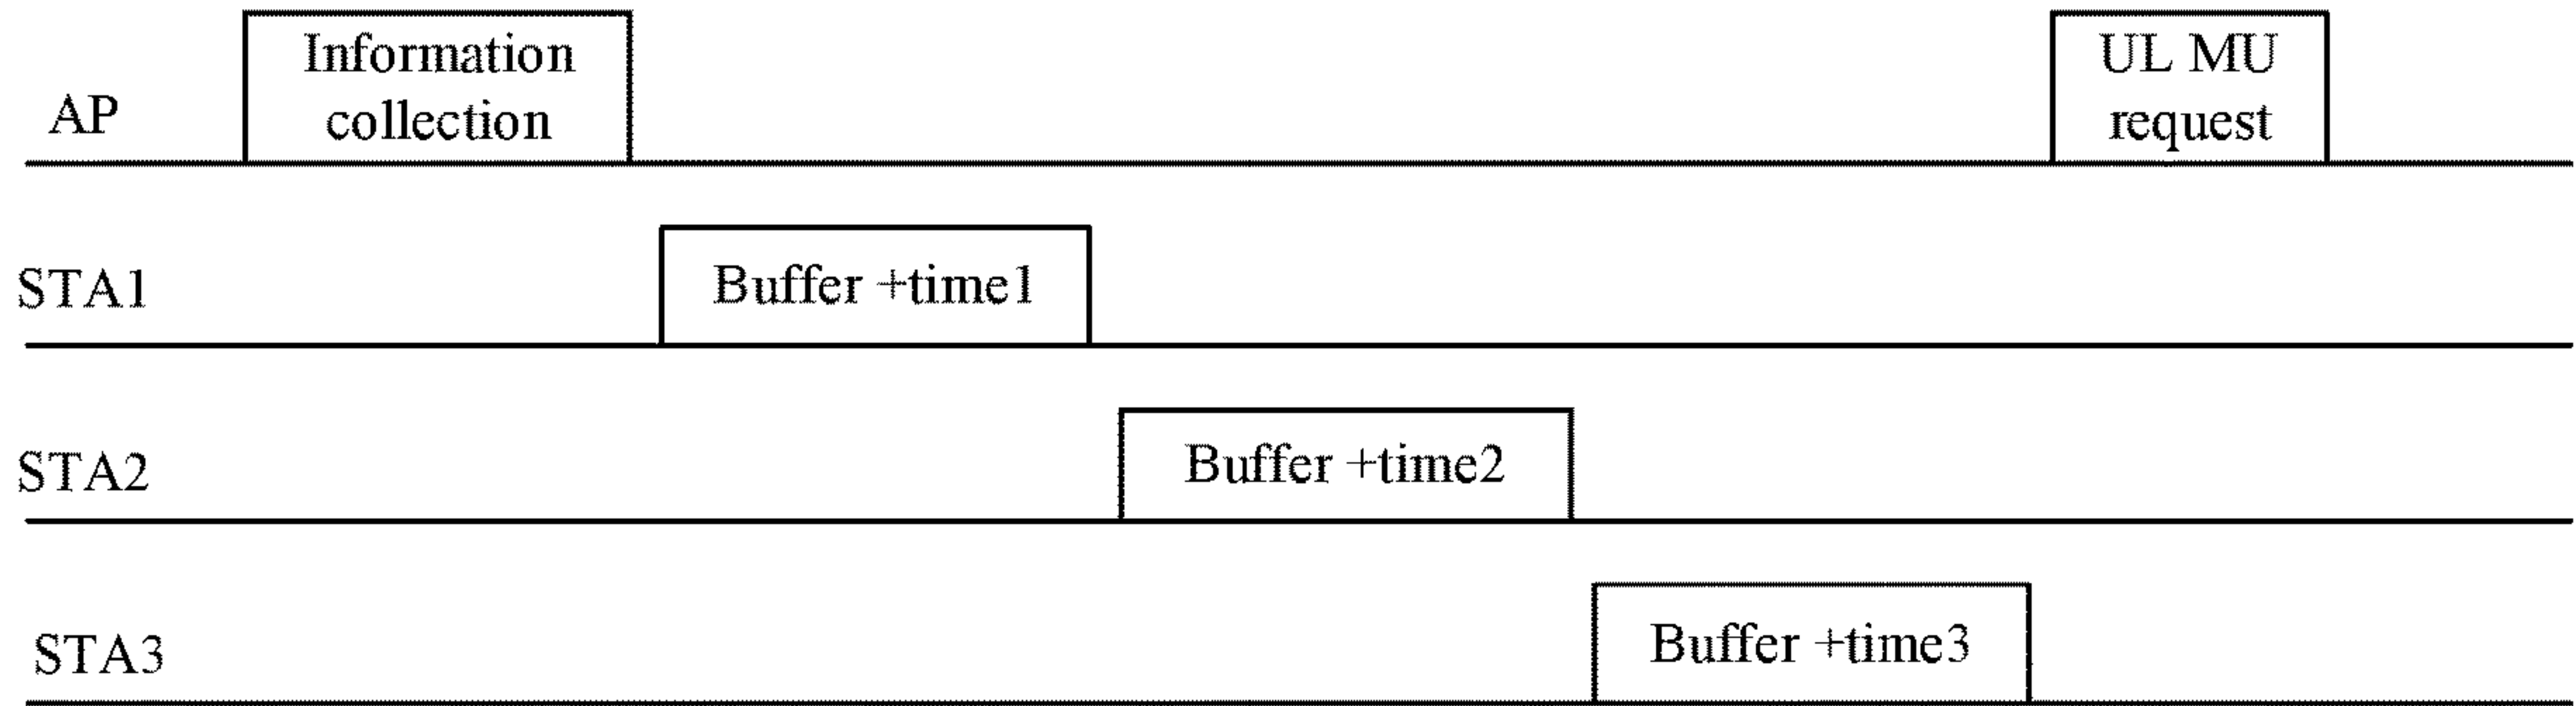 AP
Information
collection
UL MU
request
STA1
Buffer +time1
STA2
Buffer +time2
STA3
Buffer +time3